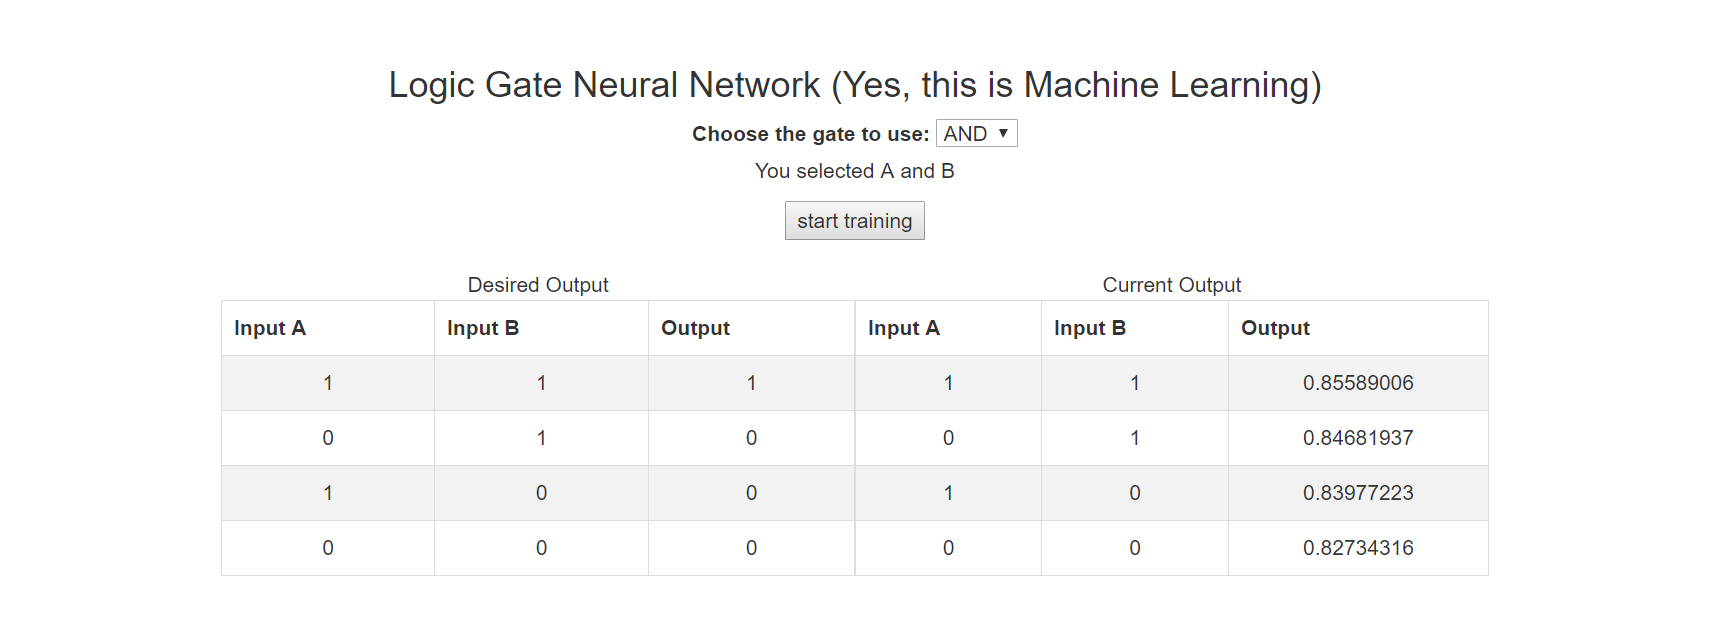 Logic Gate Neural Network (Yes, this is Machine Learning)
Choose the gate to use: AND
You selected A and B
start training
Desired Output Current Output
Input A Input B Output Input A Input B Output
1 1 1 1 1 0.85589006
0 1 0 0 1 0.84681937
1 0 0 1 0 0.83977223
0 0 0 0 0 0.82734316